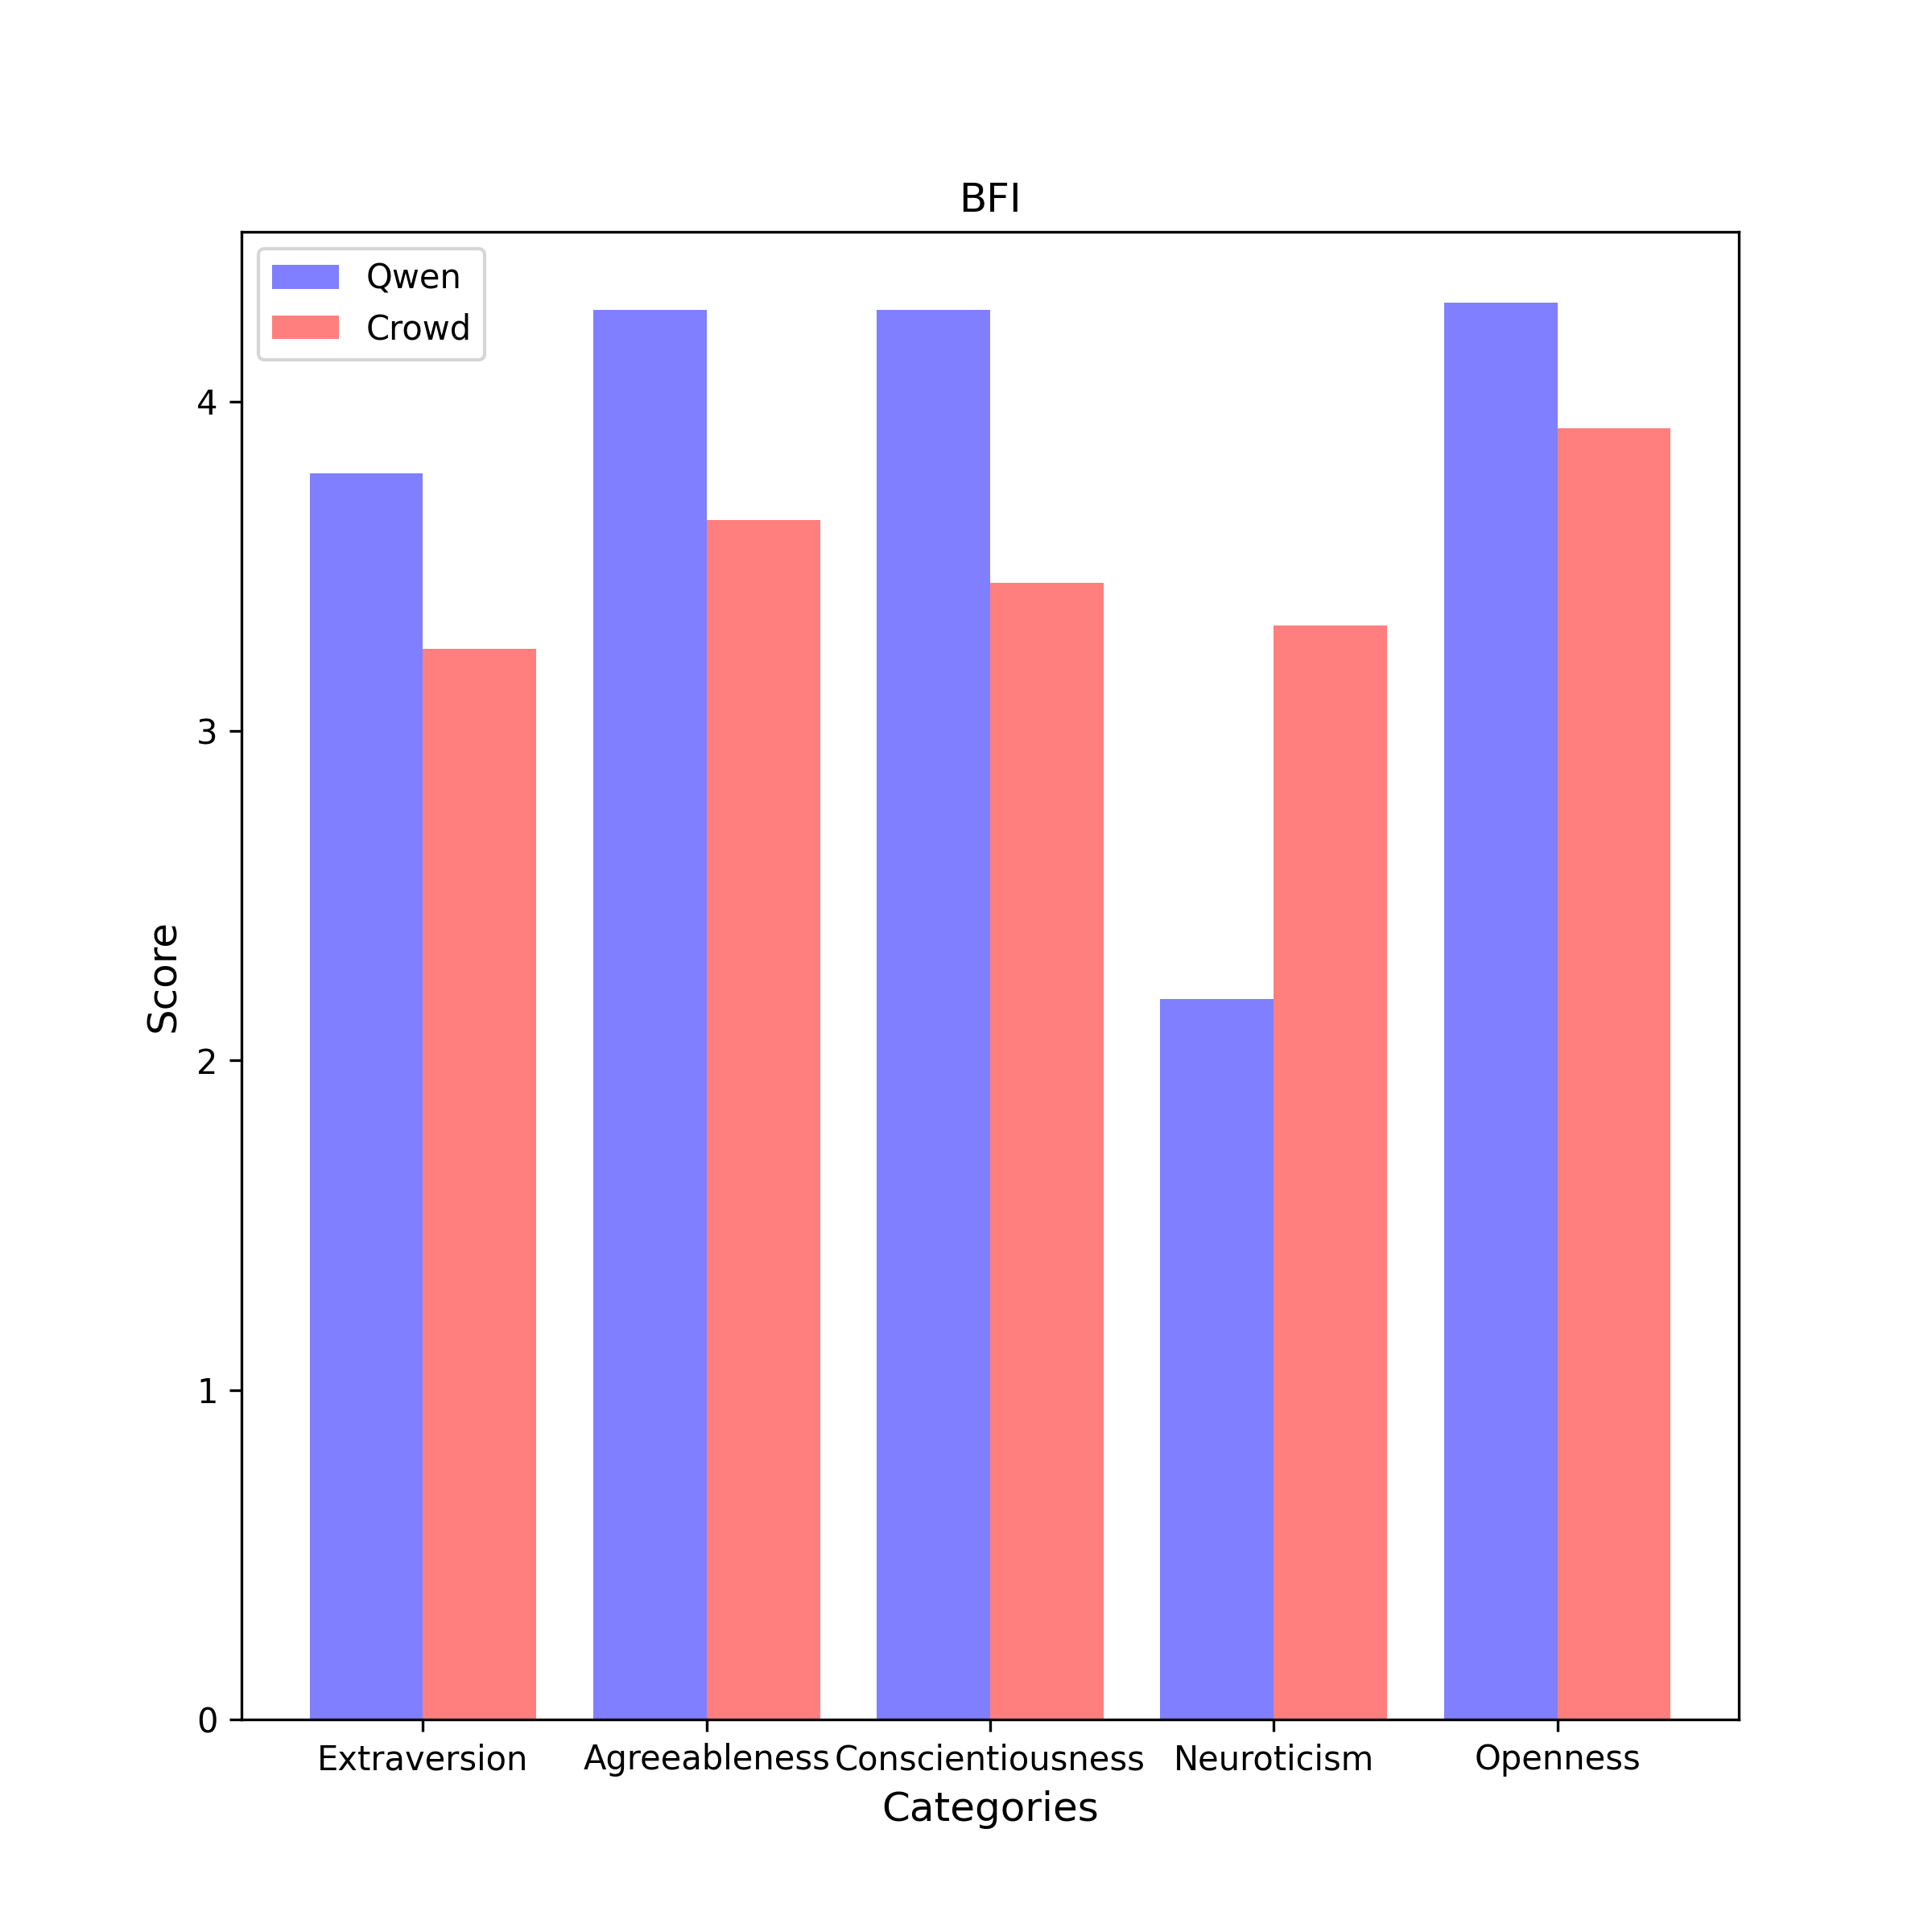 BFI
Qwen
Crowd
4
3
2
1
0
Score
Extraversion Agreeableness Conscientiousness Neuroticism Openness
Categories